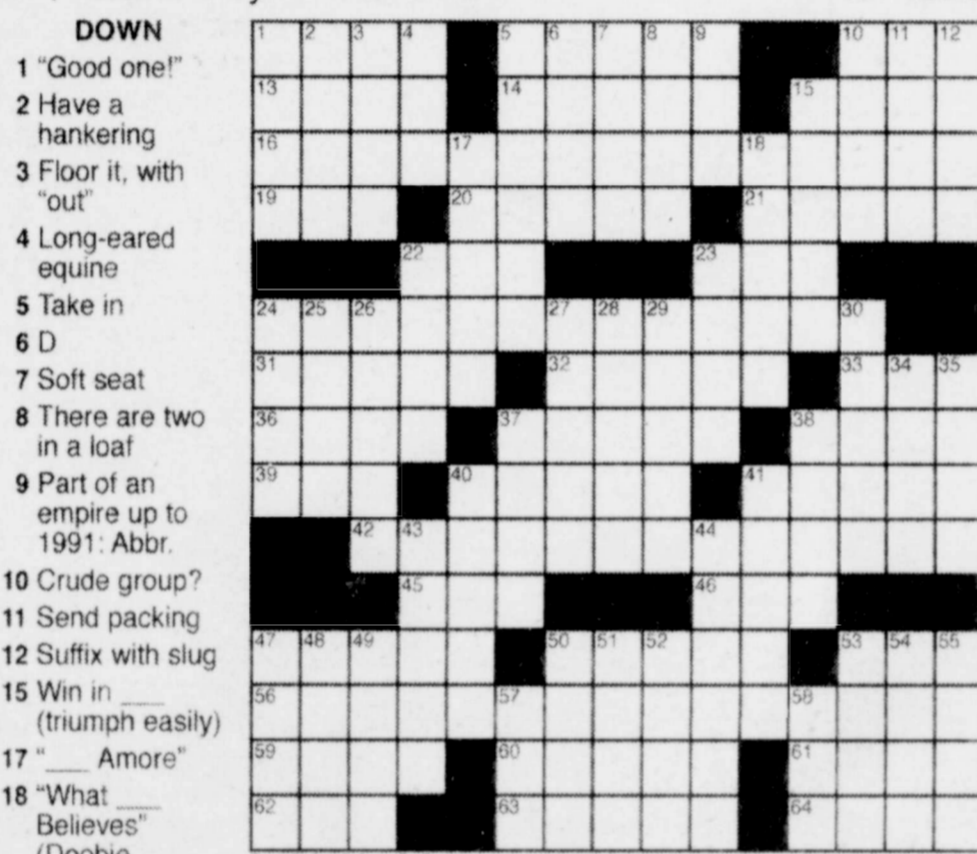 DOWN
1 "Good one!"
2 Have a
hankering
3 Floor it, with
"out"
4 Long-eared
equine
5 Take in
6 D
7 Soft seat
8 There are two
in a loaf
9 Part of an
empire up to
1991: Abbr.
10 Crude group?
11 Send packing
12 Suffix with slug
15 Win in ___
(triumph easily)
17 "___ Amore"
18 "What ___
Believes"
1 2 3 4 5 6 7 8 9 10 11 12
13 14 15
16 17 18
19 20 21
22 23
24 25 26 27 28 29 30
31 32 33 34 35
36 37 38
39 40 41
42 43 44
45 46
47 48 49 50 51 52 53 54 55
56 57 58
59 60 61
62 63 64